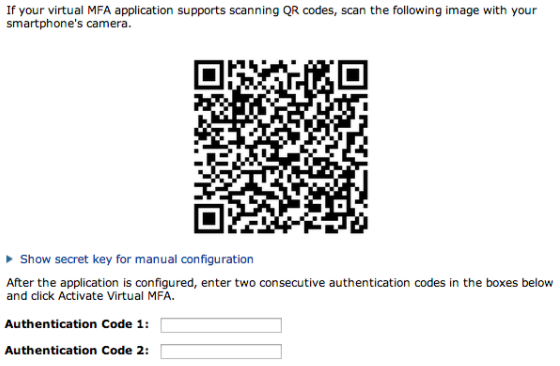 If your virtual MFA application supports scanning QR codes, scan the following image with your
smartphone's camera.
Show secret key for manual configuration
After the application is configured, enter two consecutive authentication codes in the boxes below
and click Activate Virtual MFA.
Authentication Code 1:
Authentication Code 2: